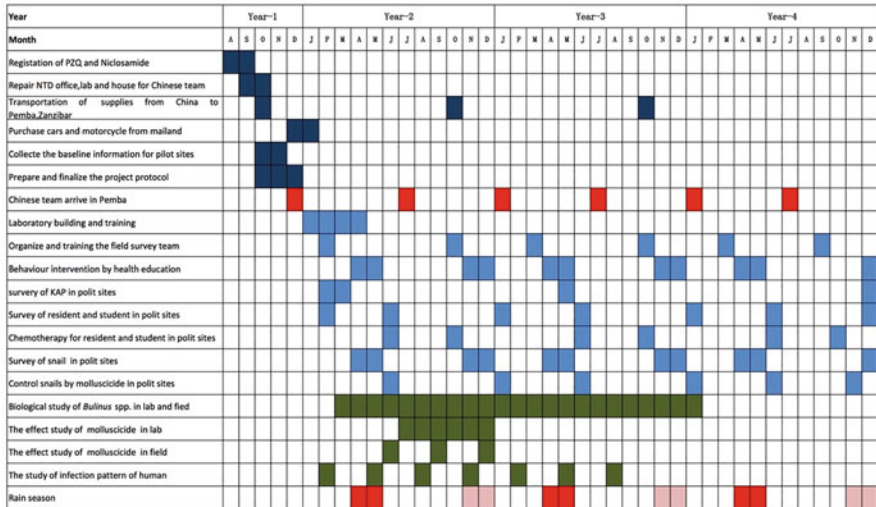 Year Year-1 Year-2 Year-3 Year-4
Month A S O N D J F M A M J J A S O N D J F M A M J J A S O N D J F M A M J J A S O N D
Registation of PZQ and Niclosamide
Repair NTD office,lab and house for Chinese team
Transportation of supplies from China to
Pemba,Zanzibar
Purchase cars and motorcycle from mailand
Collecte the baseline information for pilot sites
Prepare and finalize the project protocol
Chinese team arrive in Pemba
Laboratory building and training
Organize and training the field survey team
Behaviour intervention by health education
survery of KAP in polit sites
Survey of resident and student in polit sites
Chemotherapy for resident and student in polit sites
Survey of snail in polit sites
Control snails by molluscicide in polit sites
Biological study of Bulinus spp. in lab and fied
The effect study of molluscicide in lab
The effect study of molluscicide in field
The study of infection pattern of human
Rain season